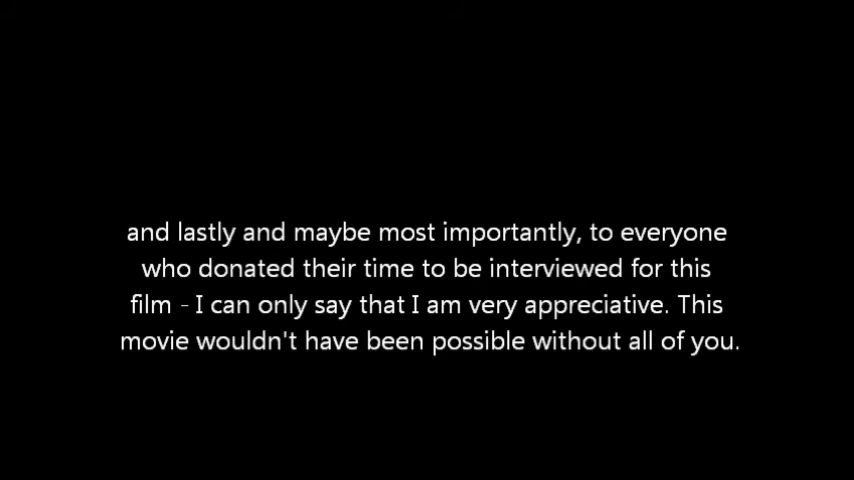 and lastly and maybe most importantly, to everyone
who donated their time to be interviewed for this
film - I can only say that I am very appreciative. This
movie wouldn't have been possible without all of you.